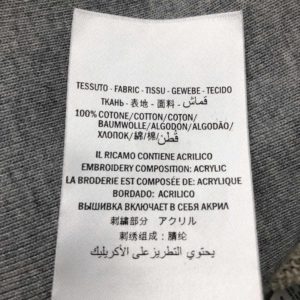 TESSUTO - FABRIC - TISSU - GEWEBE - TECIDO
ТКАНЬ - 表地 - 面料 - قماش
100% COTONE/COTTON/COTON/
BAUMWOLLE/ALGODÓN/ALGODÃO/
ХЛОПОК/綿/棉/قطن
IL RICAMO CONTIENE ACRILICO
EMBROIDERY COMPOSITION: ACRYLIC
LA BRODERIE EST COMPOSÉE DE: ACRYLIQUE
BORDADO: ACRILICO
ВЫШИВКА ВКЛЮЧАЕТ В СЕБЯ АКРИЛ
刺繍部分 アクリル
刺绣组成：腈纶
يحتوي التطريز على الأكريليك